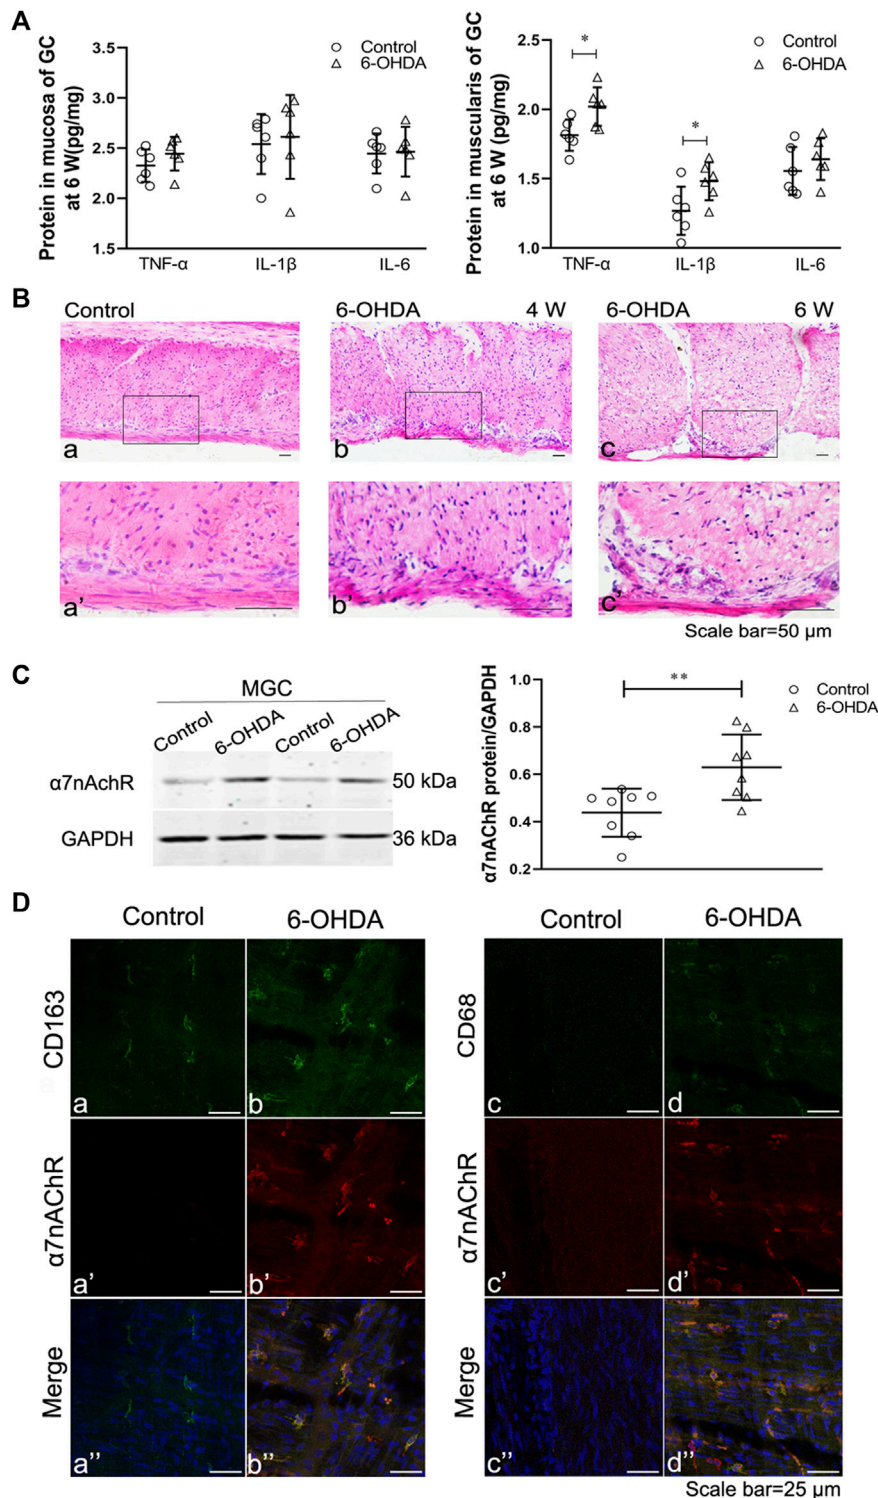 A
Protein in mucosa of GC
at 6 W(pg/mg)
3.5
3.0
2.5
2.0
1.5
TNF-α
IL-1β
IL-6
Control
6-OHDA
Protein in muscularis of GC
at 6 W (pg/mg)
2.5
2.0
1.5
1.0
TNF-α
IL-1β
IL-6
*
*
Control
6-OHDA
B
Control
6-OHDA 4 W
6-OHDA 6 W
a
b
c
a'
b'
c'
Scale bar=50 μm
C
MGC
Control
6-OHDA
Control
6-OHDA
α7nAchR
50 kDa
GAPDH
36 kDa
α7nAChR protein/GAPDH
1.0
0.8
0.6
0.4
0.2
**
Control
6-OHDA
D
Control
6-OHDA
Control
6-OHDA
CD163
a
b
CD68
c
d
α7nAChR
a'
b'
α7nAChR
c'
d'
Merge
a''
b''
Merge
c''
d''
Scale bar=25 μm